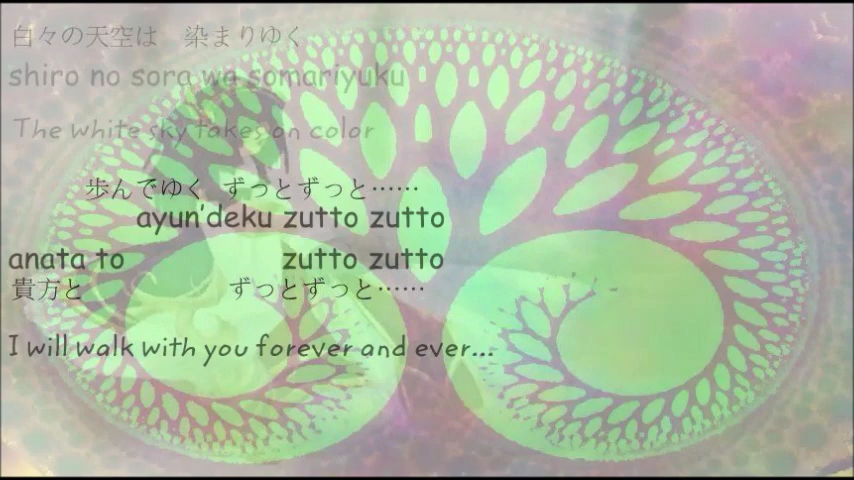 白々の天空は　染まりゆく
shiro no sora wa somariyuku
The white sky takes on color
歩んでゆく　ずっとずっと……
ayun'deku zutto zutto
anata to zutto zutto
貴方と　ずっとずっと……
I will walk with you forever and ever...